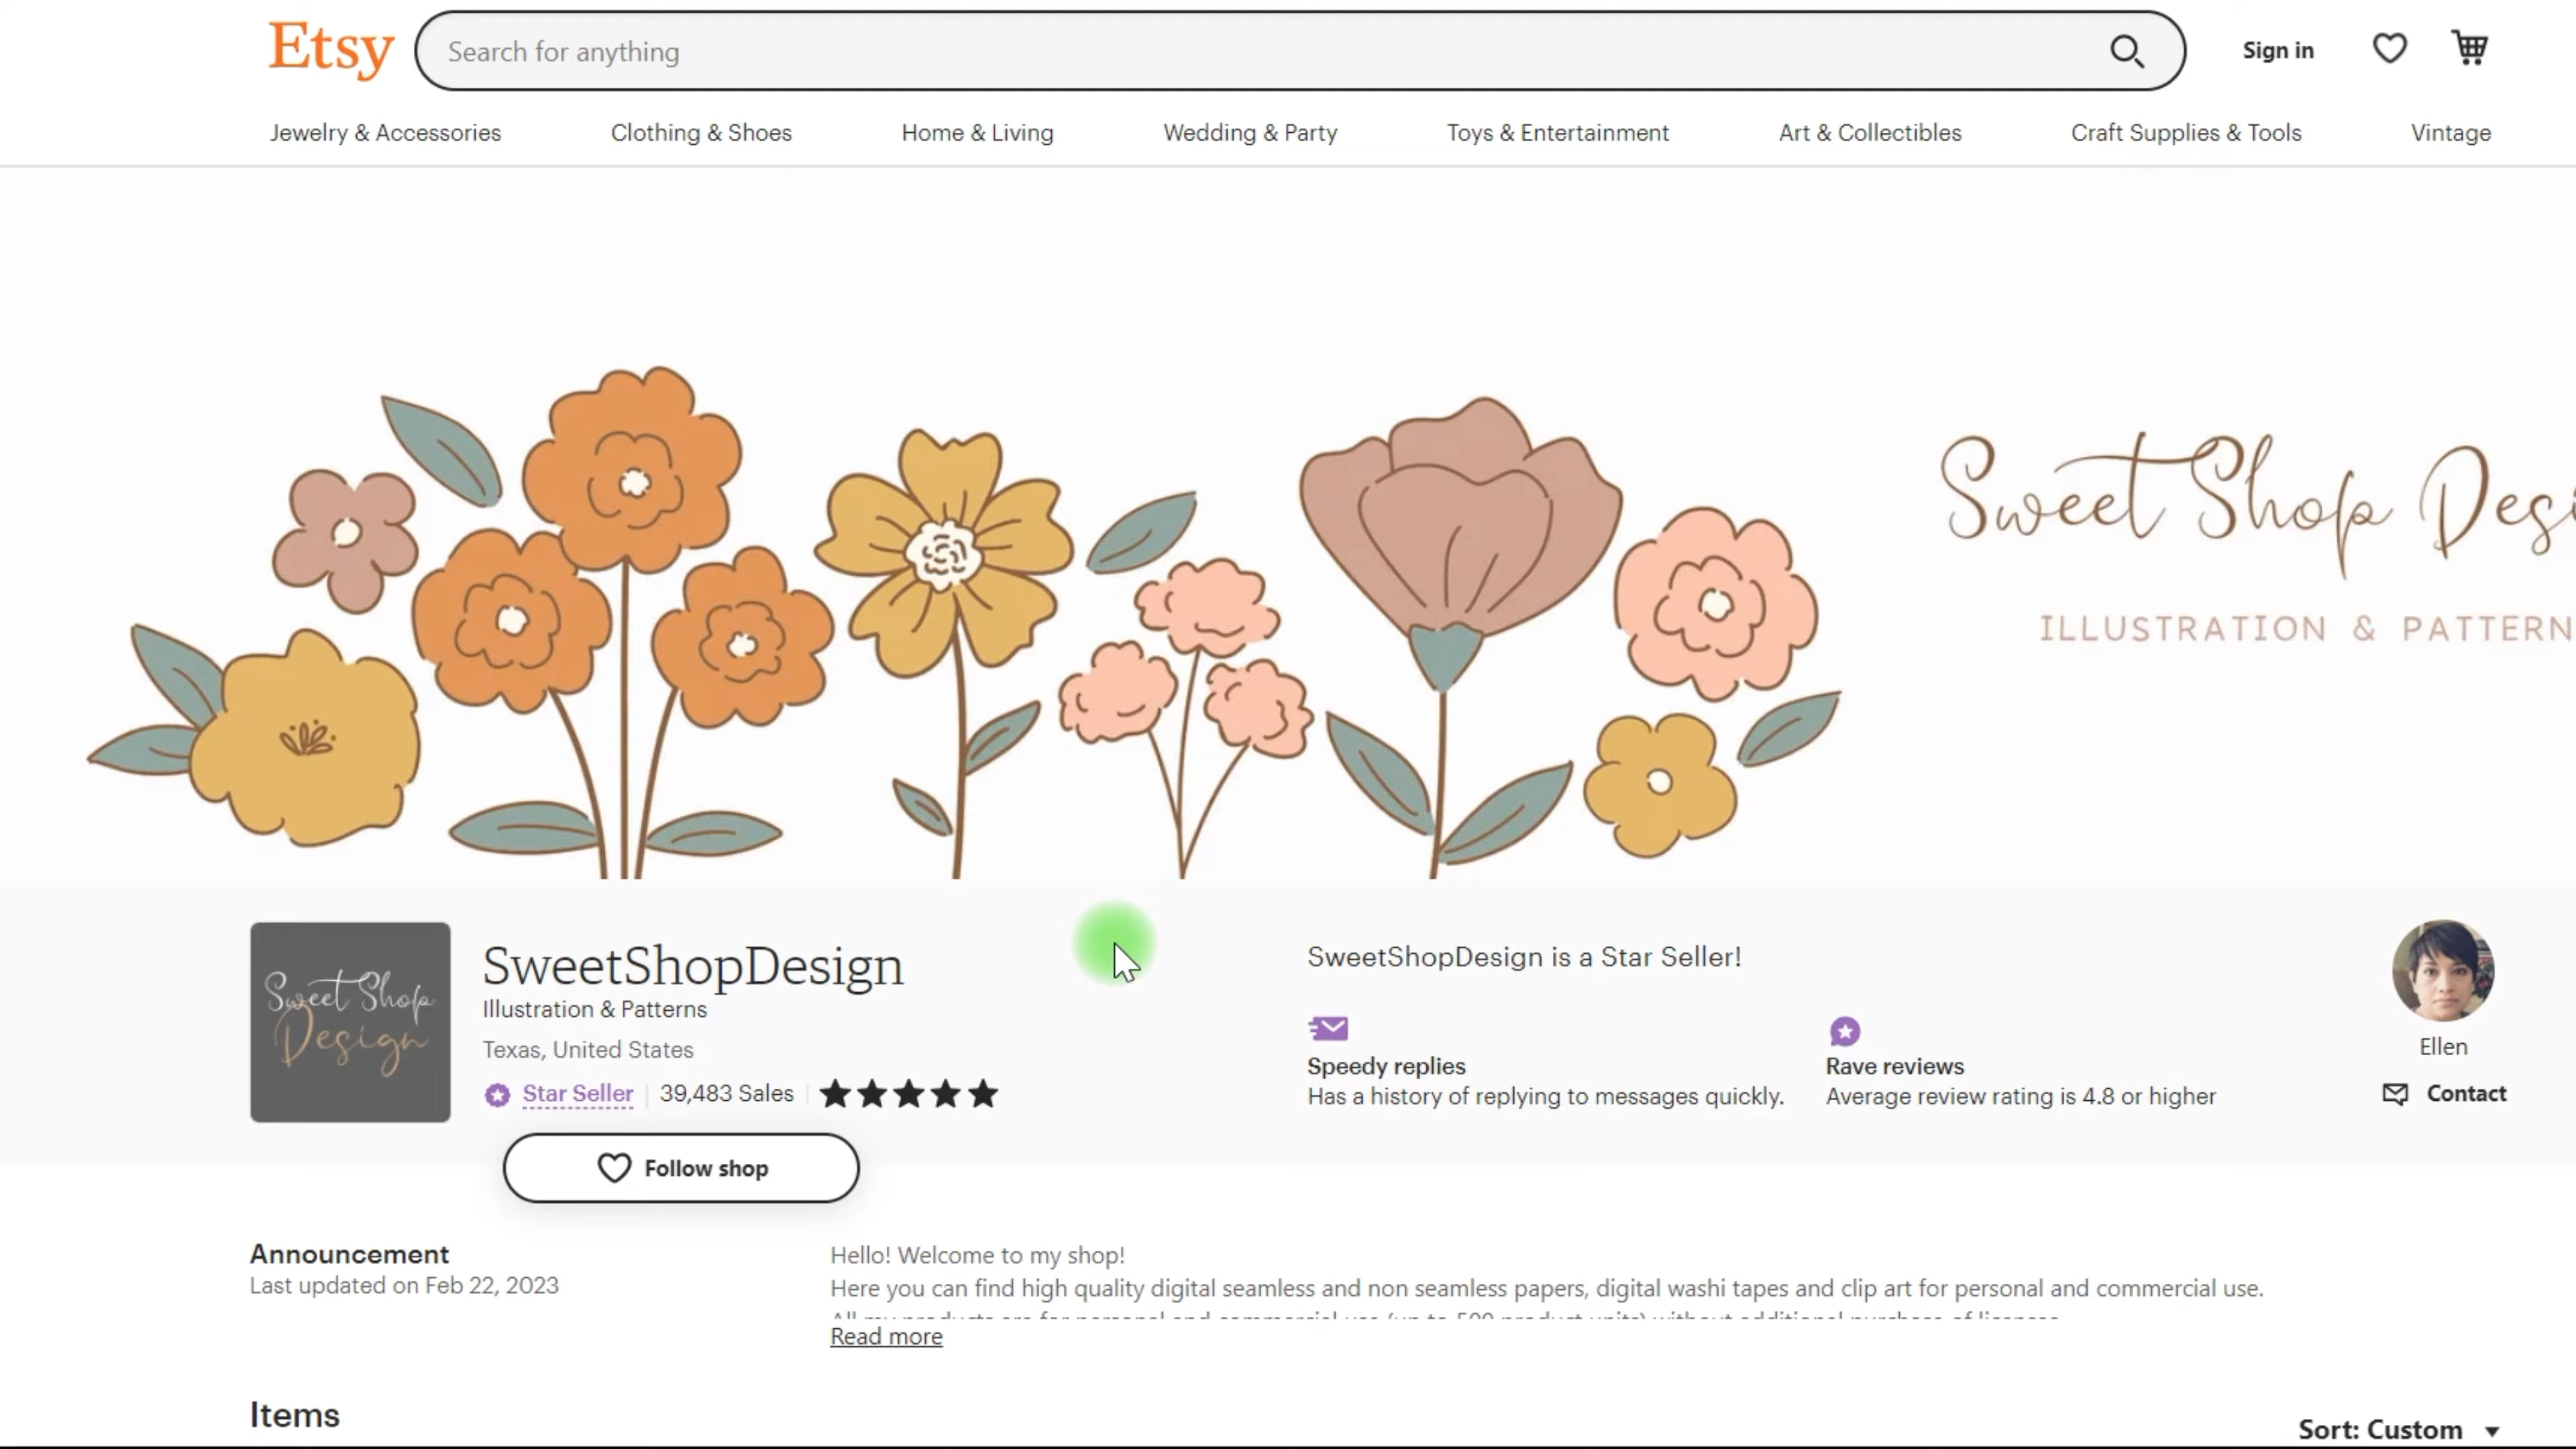 Etsy
Search for anything
Sign in
Jewelry & Accessories
Clothing & Shoes
Home & Living
Wedding & Party
Toys & Entertainment
Art & Collectibles
Craft Supplies & Tools
Vintage
Sweet Shop Desi
ILLUSTRATION & PATTERN
Sweet Shop
Design
SweetShopDesign
Illustration & Patterns
Texas, United States
Star Seller
39,483 Sales
SweetShopDesign is a Star Seller!
Speedy replies
Has a history of replying to messages quickly.
Rave reviews
Average review rating is 4.8 or higher
Ellen
Contact
Follow shop
Announcement
Last updated on Feb 22, 2023
Hello! Welcome to my shop!
Here you can find high quality digital seamless and non seamless papers, digital washi tapes and clip art for personal and commercial use.
Read more
Items
Sort: Custom